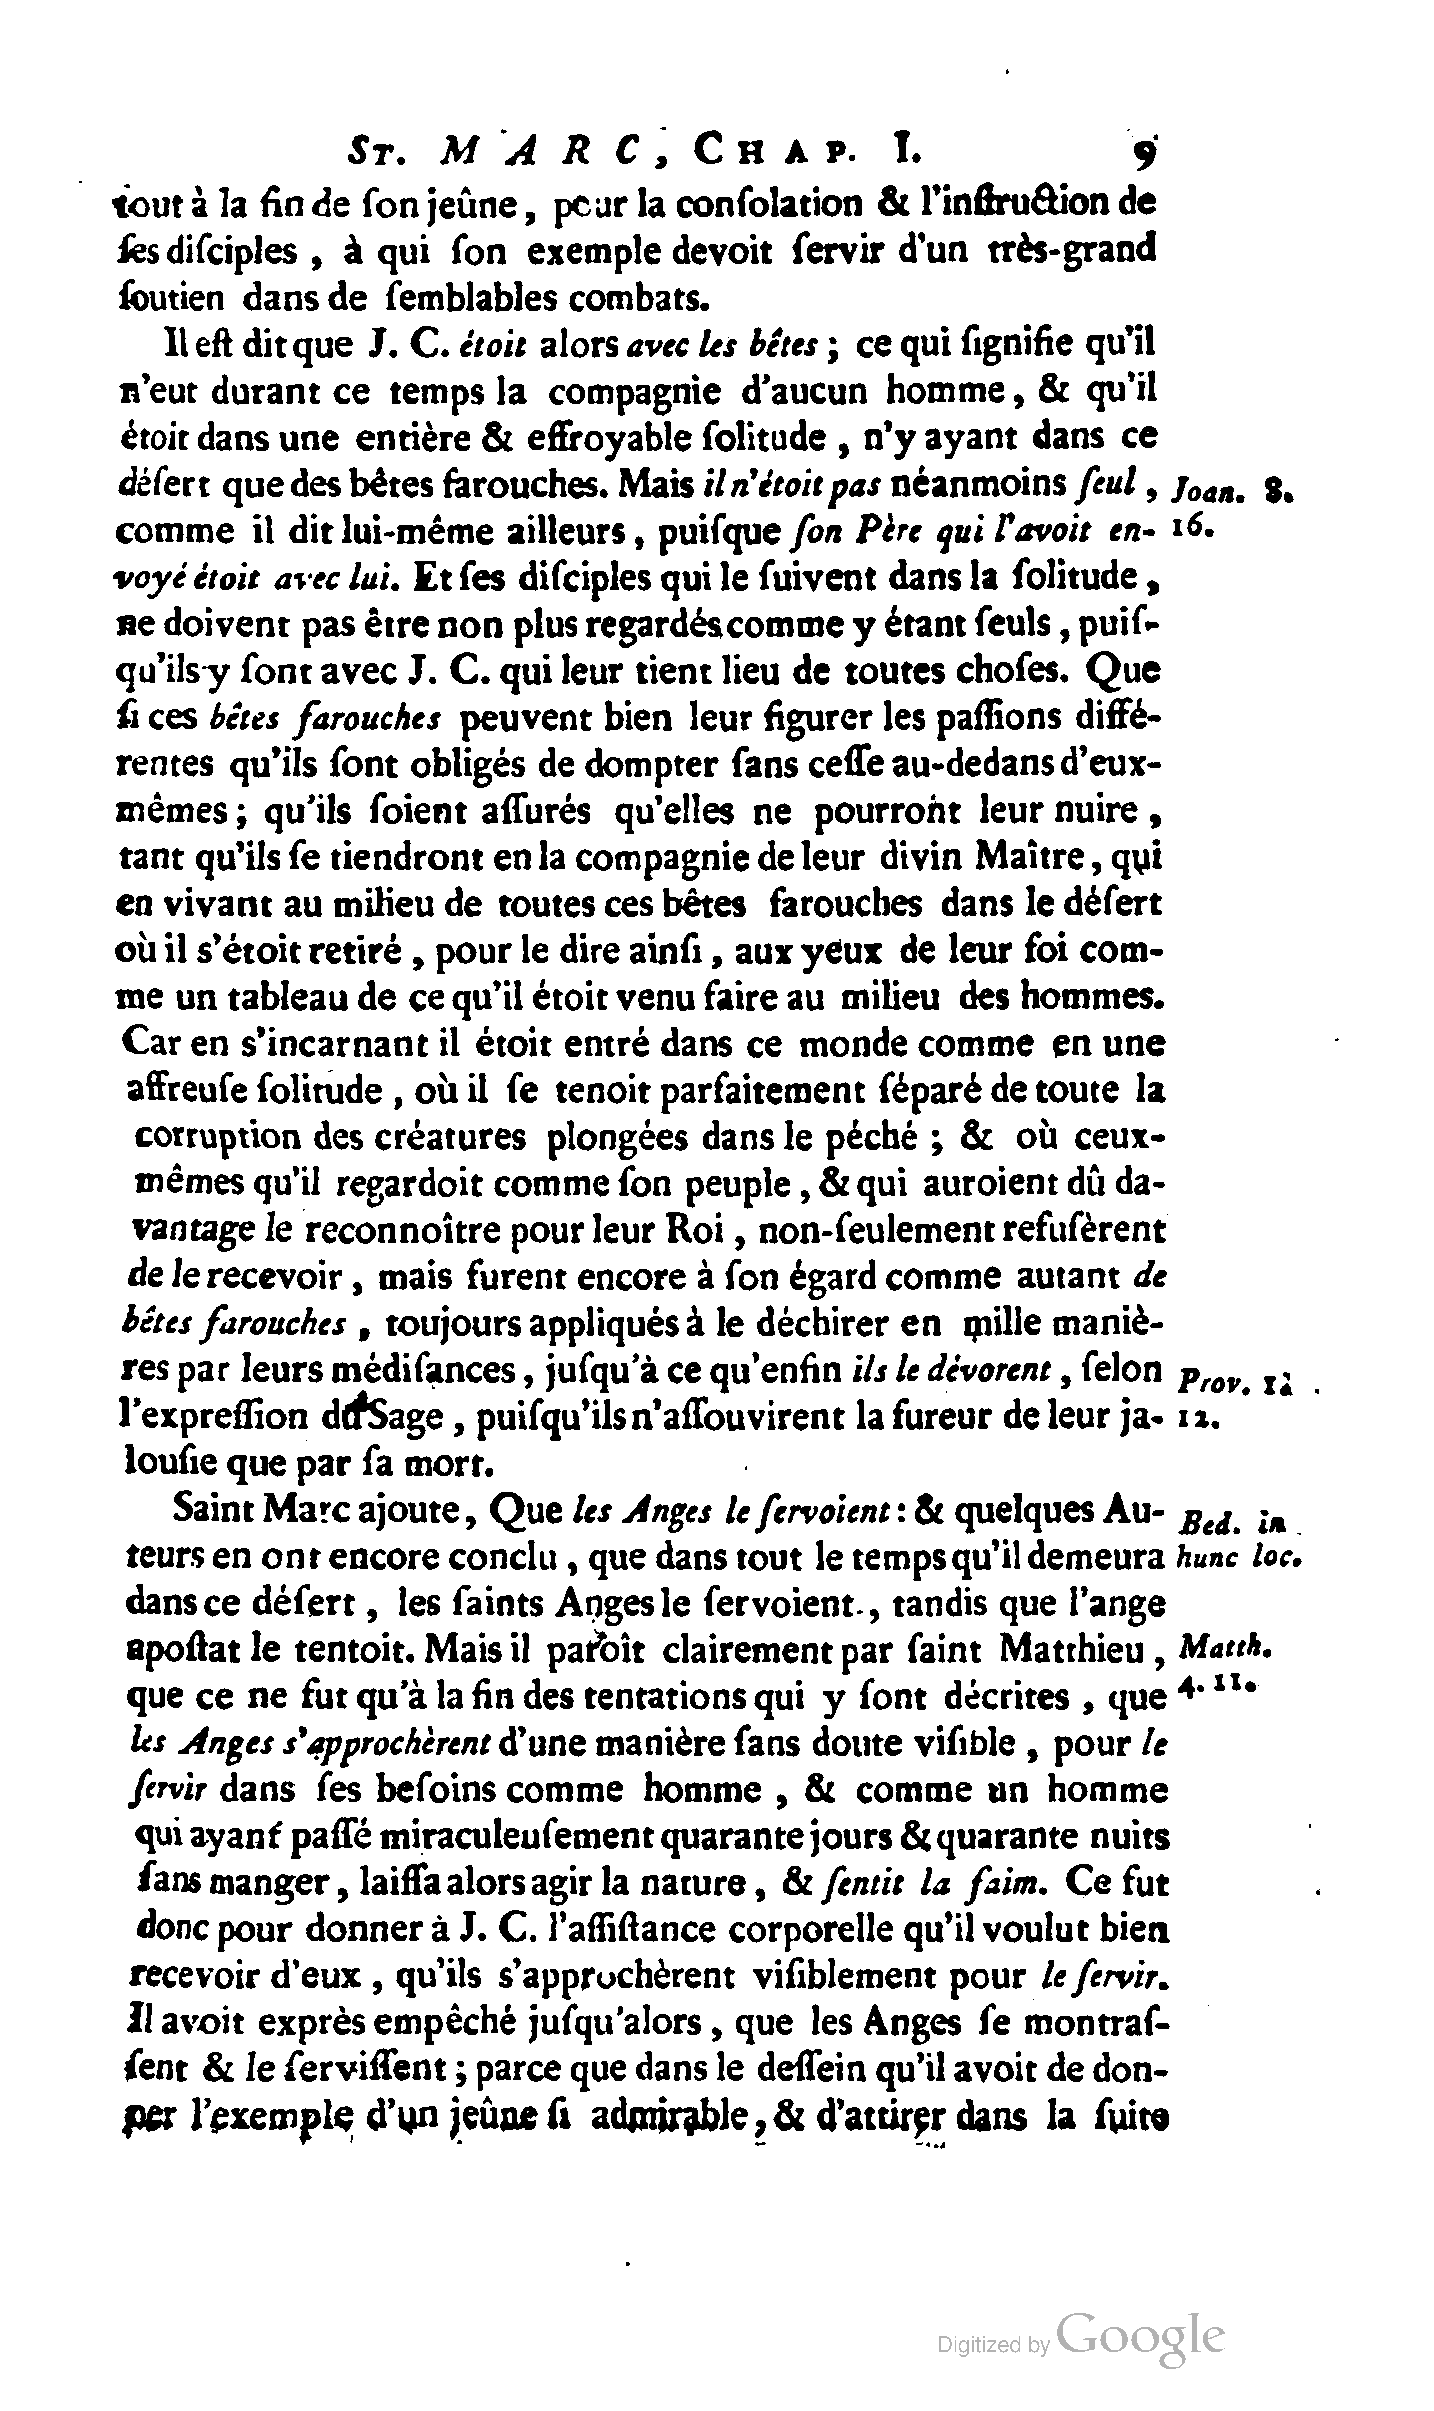 ST. MARC, CHAP. I. 9
tout à la fin de ſon jeûne, pour la conſolation & l'inſtruction de
ſes diſciples, à qui ſon exemple devoit ſervir d'un très-grand
ſoutien dans de ſemblables combats.
Il eſt dit que J. C. étoit alors avec les bêtes; ce qui ſignifie qu'il
n'eut durant ce temps la compagnie d'aucun homme, & qu'il
étoit dans une entière & effroyable ſolitude, n'y ayant dans ce
déſert que des bêtes farouches. Mais il n'étoit pas néanmoins ſeul, Joan. 8.
comme il dit lui-même ailleurs, puiſque ſon Père qui l'avoit en- 16.
voyé étoit avec lui. Et ſes diſciples qui le ſuivent dans la ſolitude,
ne doivent pas être non plus regardés comme y étant ſeuls, puiſ-
qu'ils y ſont avec J. C. qui leur tient lieu de toutes choſes. Que
ſi ces bêtes farouches peuvent bien leur figurer les paſſions diffé-
rentes qu'ils ſont obligés de dompter ſans ceſſe au-dedans d'eux-
mêmes; qu'ils ſoient aſſurés qu'elles ne pourront leur nuire,
tant qu'ils ſe tiendront en la compagnie de leur divin Maître, qui
en vivant au milieu de toutes ces bêtes farouches dans le déſert
où il s'étoit retiré, pour le dire ainſi, aux yeux de leur foi com-
me un tableau de ce qu'il étoit venu faire au milieu des hommes.
Car en s'incarnant il étoit entré dans ce monde comme en une
affreuſe ſolitude, où il ſe tenoit parfaitement ſéparé de toute la
corruption des créatures plongées dans le péché; & où ceux-
mêmes qu'il regardoit comme ſon peuple, & qui auroient dû da-
vantage le reconnoître pour leur Roi, non-ſeulement refuſèrent
de le recevoir, mais furent encore à ſon égard comme autant de
bêtes farouches, toujours appliqués à le déchirer en mille maniè-
res par leurs médiſances, juſqu'à ce qu'enfin ils le dévorent, ſelon Prov.
l'expreſſion du Sage, puiſqu'ils n'aſſouvirent la fureur de leur ja- 12.
louſie que par ſa mort.
Saint Marc ajoute, Que les Anges le ſervoient: & quelques Au- Bed. in
teurs en ont encore conclu, que dans tout le temps qu'il demeura hunc loc.
dans ce déſert, les ſaints Anges le ſervoient, tandis que l'ange
apoſtat le tentoit. Mais il paroît clairement par ſaint Matthieu, Matth.
que ce ne fut qu'à la fin des tentations qui y ſont décrites, que 4. 11.
les Anges s'approchèrent d'une manière ſans doute viſible, pour le
ſervir dans ſes beſoins comme homme, & comme un homme
qui ayant paſſé miraculeuſement quarante jours & quarante nuits
ſans manger, laiſſa alors agir la nature, & ſentit la faim. Ce fut
donc pour donner à J. C. l'aſſiſtance corporelle qu'il voulut bien
recevoir d'eux, qu'ils s'approchèrent viſiblement pour le ſervir.
Il avoit exprès empêché juſqu'alors, que les Anges ſe montraſ-
ſent & le ſerviſſent; parce que dans le deſſein qu'il avoit de don-
ner l'exemple d'un jeûne ſi admirable, & d'attirer dans la ſuite
Digitized by Google